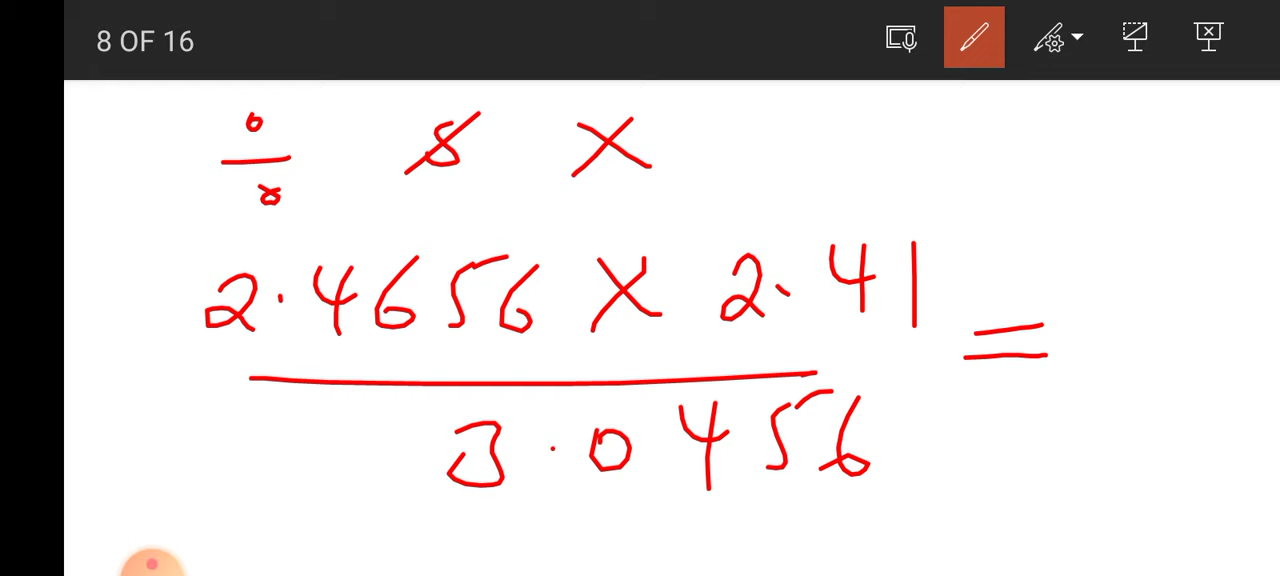 8 OF 16
÷ 8 ×
2.4656 × 2.41 =
3.0456